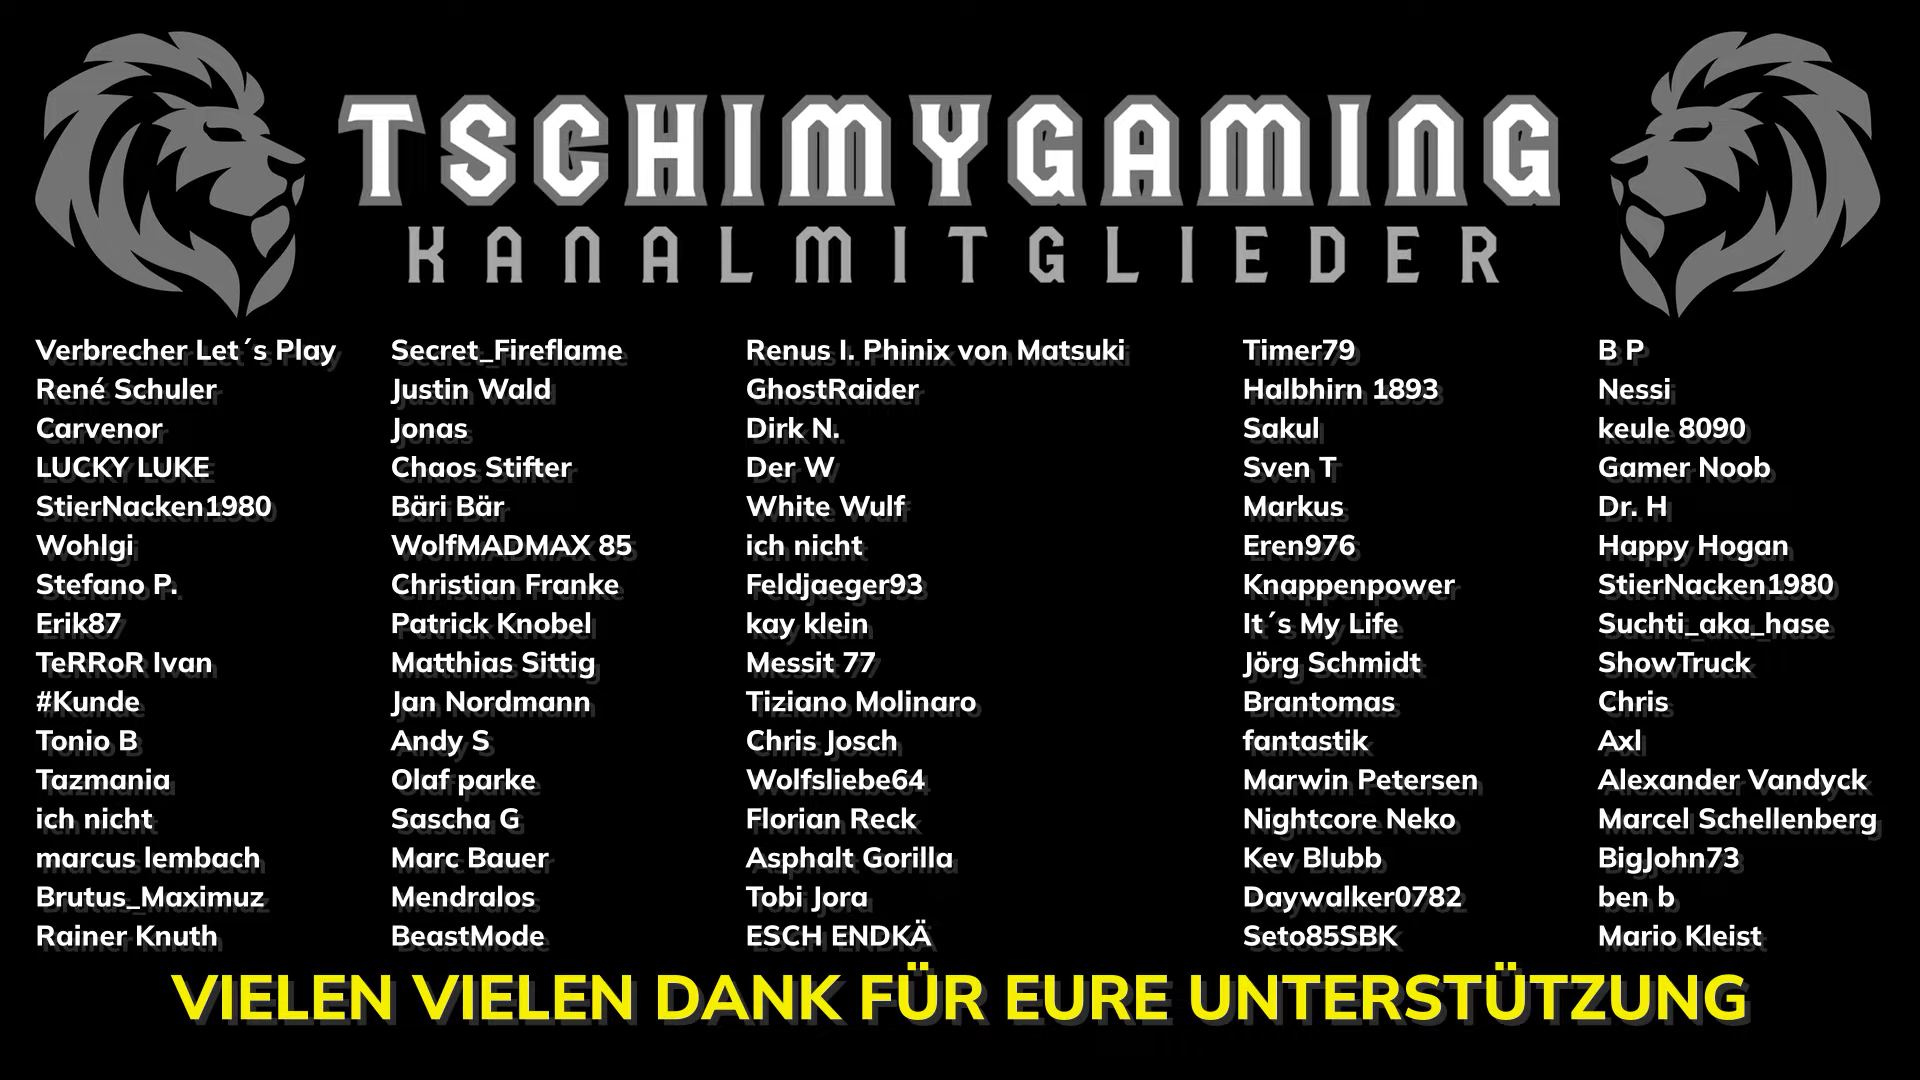 TSCHIMYGAMING
KANALMITGLIEDER
Verbrecher Let´s Play
René Schuler
Carvenor
LUCKY LUKE
StierNacken1980
Wohlgi
Stefano P.
Erik87
TeRRoR Ivan
#Kunde
Tonio B
Tazmania
ich nicht
marcus lembach
Brutus_Maximuz
Rainer Knuth
Secret_Fireflame
Justin Wald
Jonas
Chaos Stifter
Bäri Bär
WolfMADMAX 85
Christian Franke
Patrick Knobel
Matthias Sittig
Jan Nordmann
Andy S
Olaf parke
Sascha G
Marc Bauer
Mendralos
BeastMode
Renus I. Phinix von Matsuki
GhostRaider
Dirk N.
Der W
White Wulf
ich nicht
Feldjaeger93
kay klein
Messit 77
Tiziano Molinaro
Chris Josch
Wolfsliebe64
Florian Reck
Asphalt Gorilla
Tobi Jora
ESCH ENDKÄ
Timer79
Halbhirn 1893
Sakul
Sven T
Markus
Eren976
Knappenpower
It´s My Life
Jörg Schmidt
Brantomas
fantastik
Marwin Petersen
Nightcore Neko
Kev Blubb
Daywalker0782
Seto85SBK
B P
Nessi
keule 8090
Gamer Noob
Dr. H
Happy Hogan
StierNacken1980
Suchti_aka_hase
ShowTruck
Chris
Axl
Alexander Vandyck
Marcel Schellenberg
BigJohn73
ben b
Mario Kleist
VIELEN VIELEN DANK FÜR EURE UNTERSTÜTZUNG